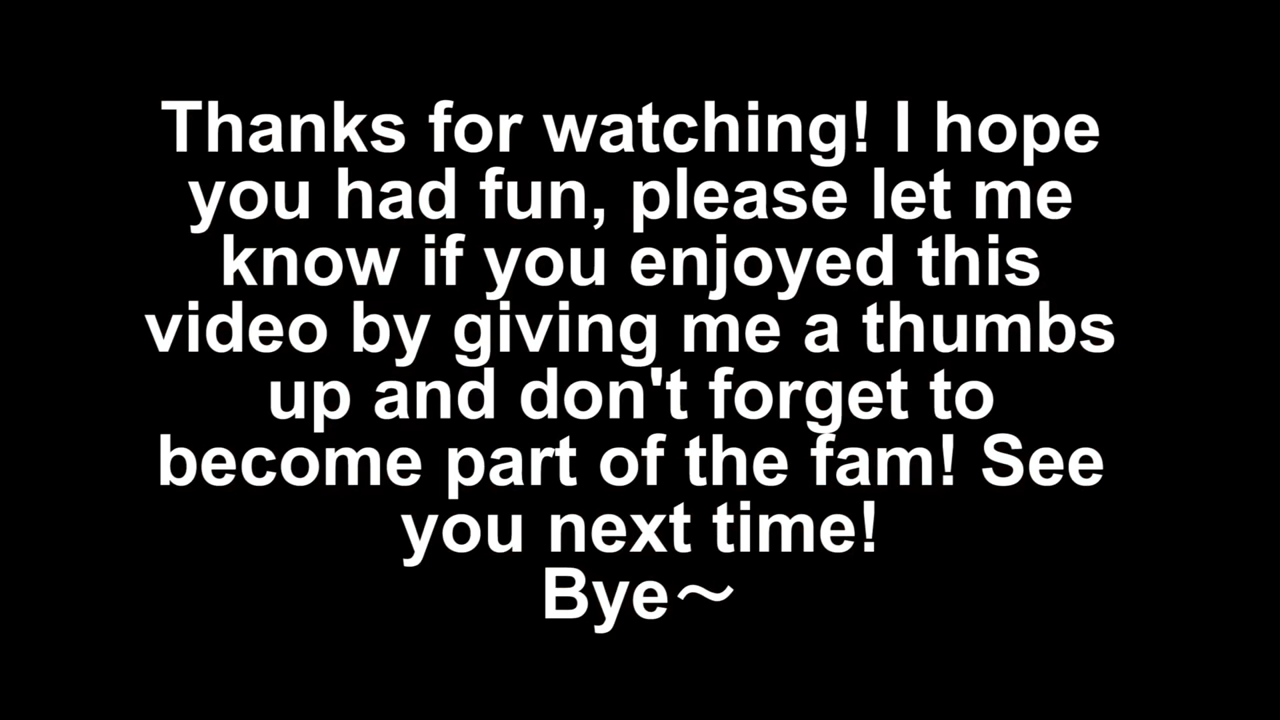 Thanks for watching! I hope
you had fun, please let me
know if you enjoyed this
video by giving me a thumbs
up and don't forget to
become part of the fam! See
you next time!
Bye～